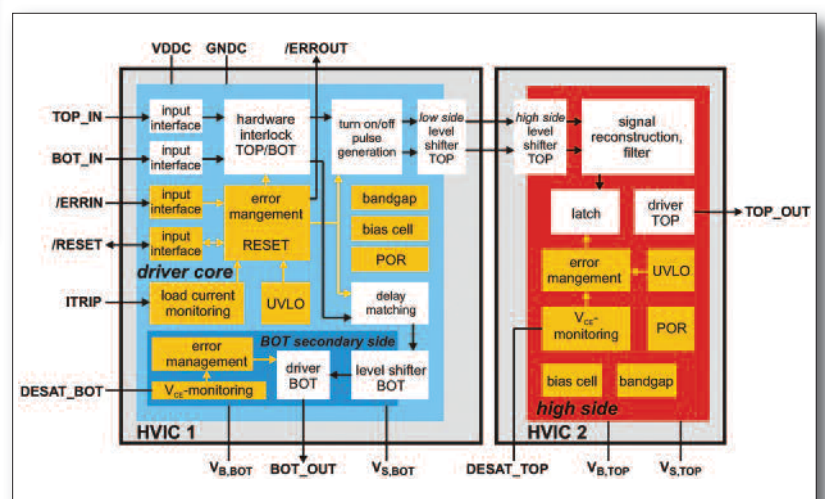 VDDC GNDC /ERROUT
TOP_IN
BOT_IN
/ERRIN
/RESET
ITRIP
DESAT_BOT
input
interface
input
interface
input
interface
input
interface
hardware
interlock
TOP/BOT
error
mangement
RESET
driver core
load current
monitoring
UVLO
turn on/off
pulse
generation
low side
level
shifter
TOP
bandgap
bias cell
POR
delay
matching
BOT secondary side
error
management
VCE-monitoring
driver
BOT
level shifter
BOT
HVIC 1
VB,BOT BOT_OUT VS,BOT
high side
level
shifter
TOP
signal
reconstruction,
filter
latch
driver
TOP
TOP_OUT
error
mangement
UVLO
VCE-
monitoring
POR
bias cell
bandgap
high side
HVIC 2
DESAT_TOP VB,TOP VS,TOP